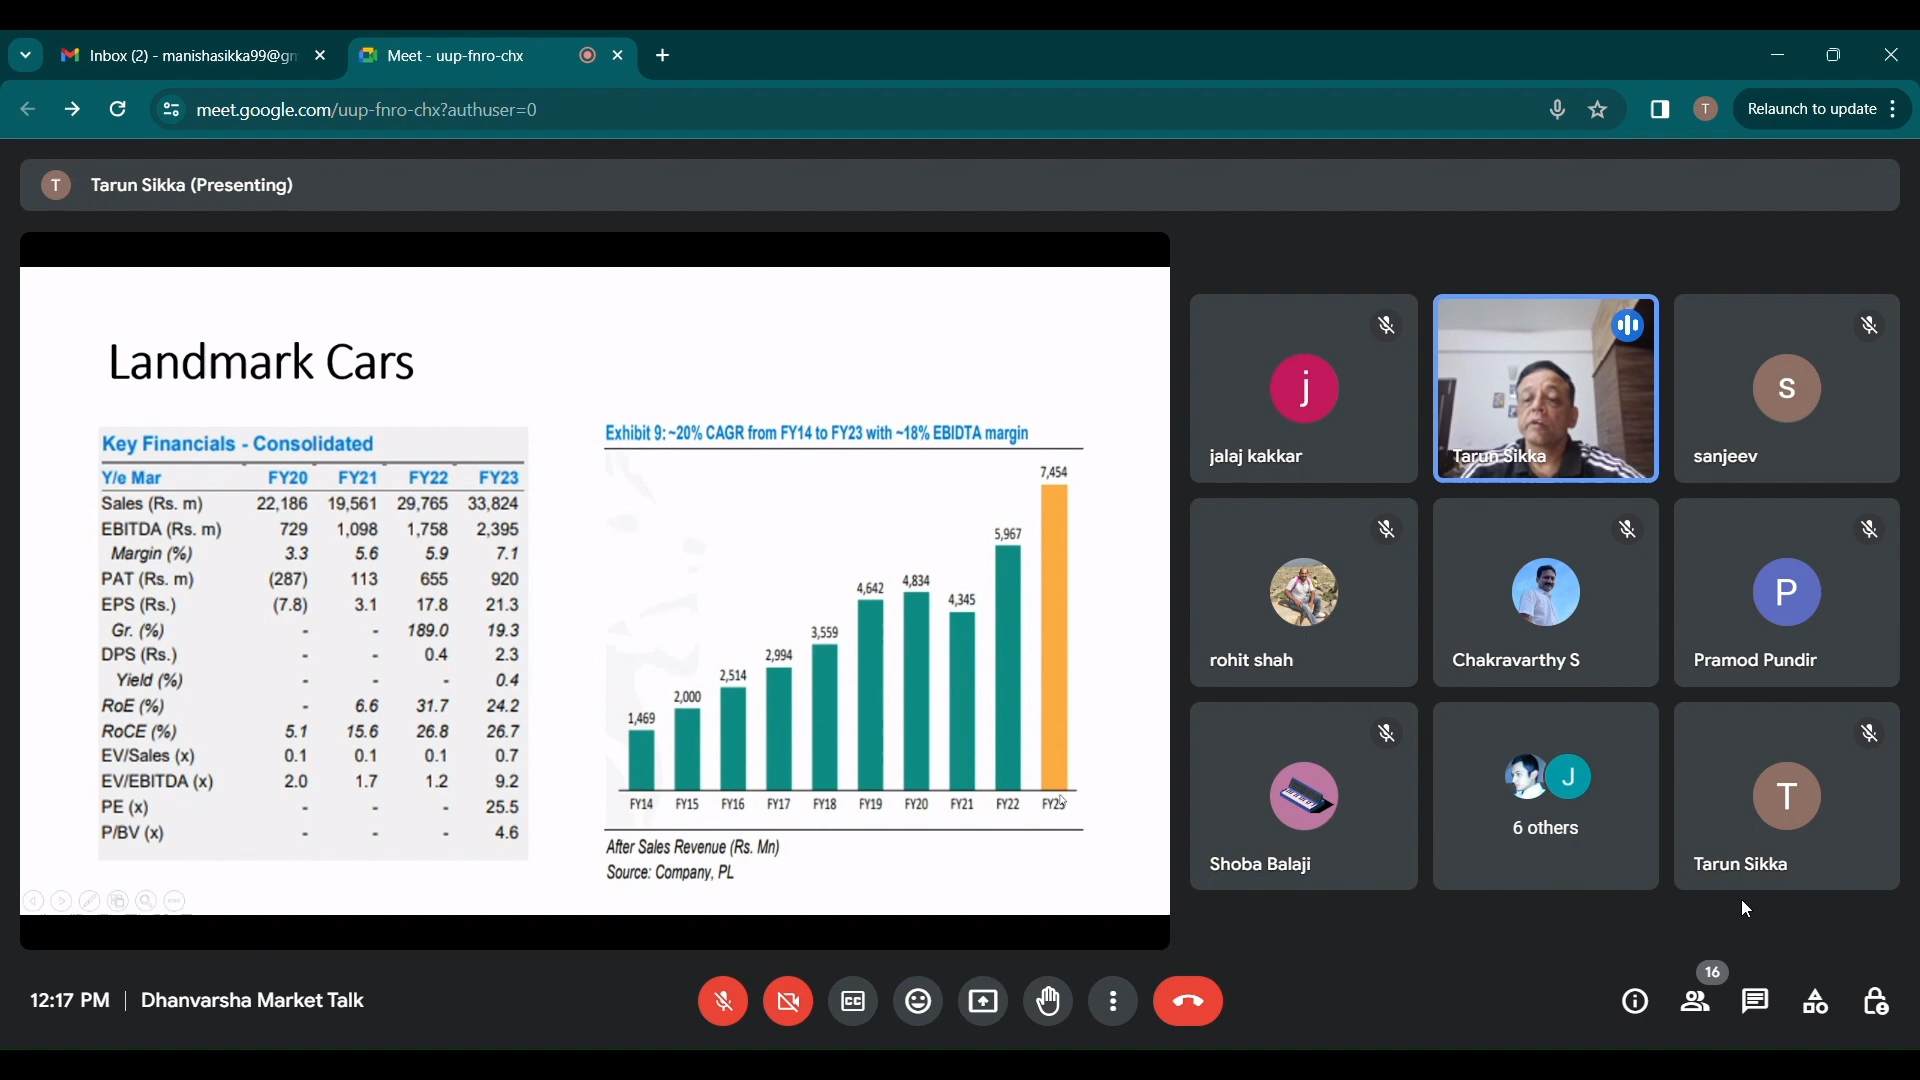 Inbox (2) - manishasikka99@gm
Meet - uup-fnro-chx
meet.google.com/uup-fnro-chx?authuser=0
T
Relaunch to update
T
Tarun Sikka (Presenting)
Landmark Cars
Key Financials - Consolidated
Y/e Mar FY20 FY21 FY22 FY23
Sales (Rs. m) 22,186 19,561 29,765 33,824
EBITDA (Rs. m) 729 1,098 1,758 2,395
Margin (%) 3.3 5.6 5.9 7.1
PAT (Rs. m) (287) 113 655 920
EPS (Rs.) (7.8) 3.1 17.8 21.3
Gr. (%) - - 189.0 19.3
DPS (Rs.) - - 0.4 2.3
Yield (%) - - - 0.4
RoE (%) - 6.6 31.7 24.2
RoCE (%) 5.1 15.6 26.8 26.7
EV/Sales (x) 0.1 0.1 0.1 0.7
EV/EBITDA (x) 2.0 1.7 1.2 9.2
PE (x) - - - 25.5
P/BV (x) - - - 4.6
Exhibit 9: ~20% CAGR from FY14 to FY23 with ~18% EBIDTA margin
1,469 2,000 2,514 2,994 3,559 4,642 4,834 4,345 5,967 7,454
FY14 FY15 FY16 FY17 FY18 FY19 FY20 FY21 FY22 FY23
After Sales Revenue (Rs. Mn)
Source: Company, PL
j
jalaj kakkar
Tarun Sikka
s
sanjeev
rohit shah
Chakravarthy S
P
Pramod Pundir
Shoba Balaji
J
6 others
T
Tarun Sikka
12:17 PM | Dhanvarsha Market Talk
CC
16